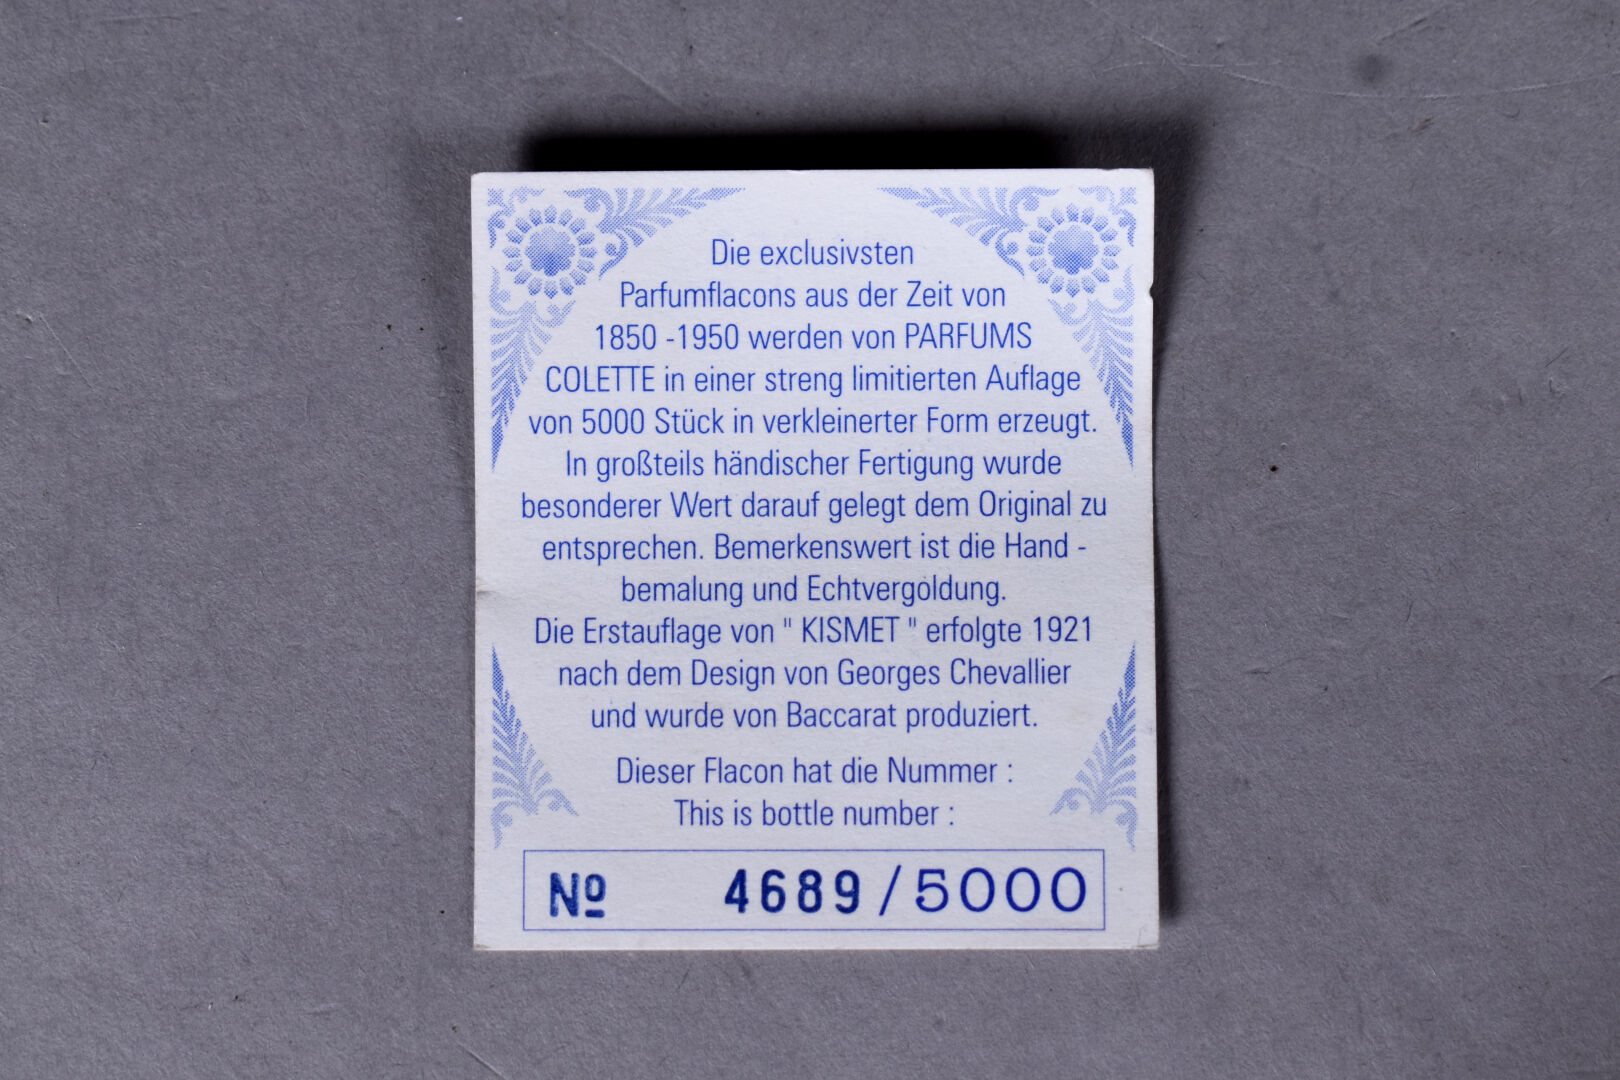 Die exclusivsten
Parfumflacons aus der Zeit von
1850 -1950 werden von PARFUMS
COLETTE in einer streng limitierten Auflage
von 5000 Stück in verkleinerter Form erzeugt.
In großteils händischer Fertigung wurde
besonderer Wert darauf gelegt dem Original zu
entsprechen. Bemerkenswert ist die Hand -
bemalung und Echtvergoldung.
Die Erstauflage von " KISMET " erfolgte 1921
nach dem Design von Georges Chevallier
und wurde von Baccarat produziert.
Dieser Flacon hat die Nummer :
This is bottle number :
Nº 4689 / 5000